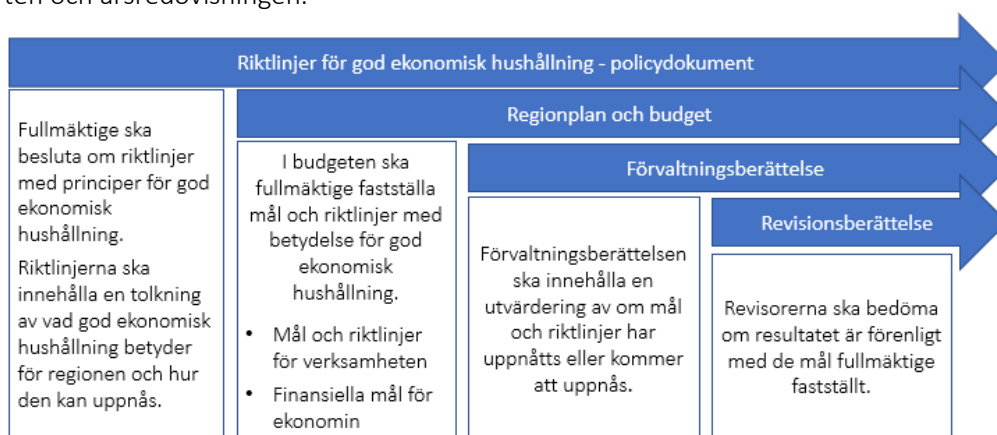 ten och årsredovisningen.
Riktlinjer för god ekonomisk hushållning - policydokument
Regionplan och budget
Förvaltningsberättelse
Revisionsberättelse
Fullmäktige ska
besluta om riktlinjer
med principer för god
ekonomisk
hushållning.
Riktlinjerna ska
innehålla en tolkning
av vad god ekonomisk
hushållning betyder
för regionen och hur
den kan uppnås.
I budgeten ska
fullmäktige fastställa
mål och riktlinjer med
betydelse för god
ekonomisk
hushållning.
• Mål och riktlinjer
för verksamheten
• Finansiella mål för
ekonomin
Förvaltningsberättelsen
ska innehålla en
utvärdering av om mål
och riktlinjer har
uppnåtts eller kommer
att uppnås.
Revisorerna ska bedöma
om resultatet är förenligt
med de mål fullmäktige
fastställt.